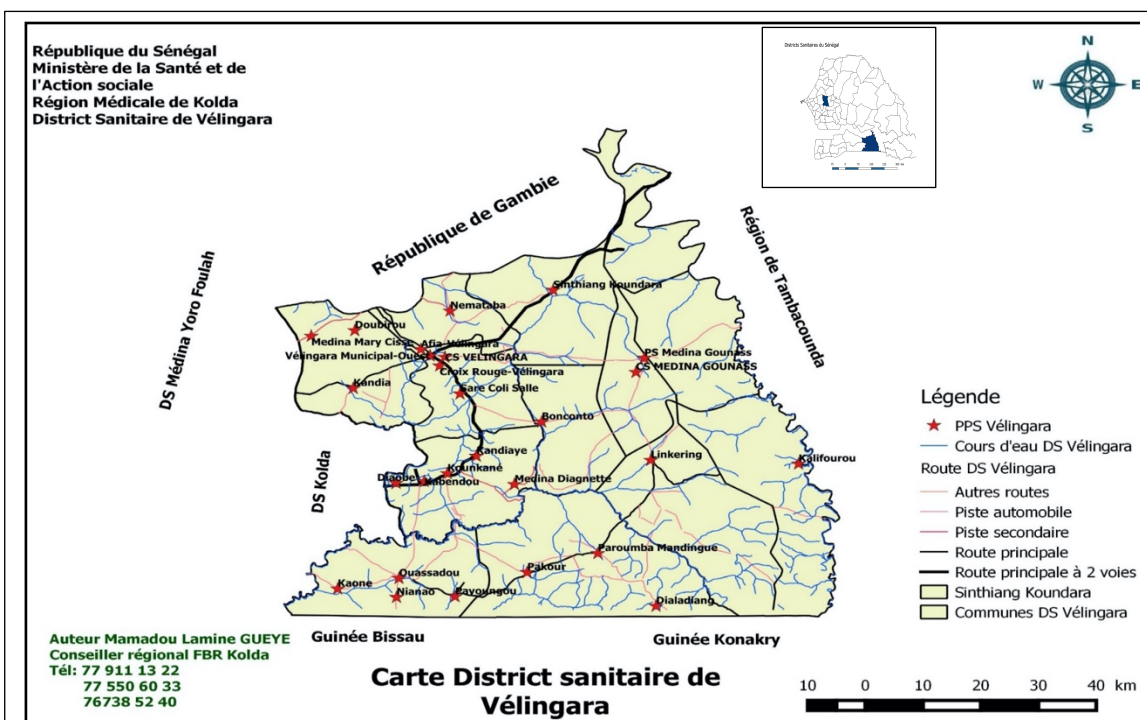 République du Sénégal
Ministère de la Santé et de
l'Action sociale
Région Médicale de Kolda
District Sanitaire de Vélingara
Districts Sanitaires du Sénégal
N
W
E
S
République de Gambie
Région de Tambacounda
DS Médina Yoro Foulah
DS Kolda
Sinthiang Koundara
Nemataba
Doubirou
Medina Mary Cisse
Afia-Vélingara
Vélingara Municipal-Ouest
CS VELINGARA
Croix Rouge-Vélingara
PS Medina Gounass
CS MEDINA GOUNASS
Kandia
Sare Coli Salle
Bonconto
Kandiaye
Linkering
Kalifourou
Kounkané
Diaobe
Kabendou
Medina Diagnette
Paroumba Mandingue
Pakour
Ouassadou
Kaone
Nianao
Payoungou
Dialadiang
Guinée Bissau
Guinée Konakry
Légende
PPS Vélingara
Cours d'eau DS Vélingara
Route DS Vélingara
Autres routes
Piste automobile
Piste secondaire
Route principale
Route principale à 2 voies
Sinthiang Koundara
Communes DS Vélingara
Auteur Mamadou Lamine GUEYE
Conseiller régional FBR Kolda
Tél: 77 911 13 22
77 550 60 33
76738 52 40
Carte District sanitaire de
Vélingara
10 0 10 20 30 40 km